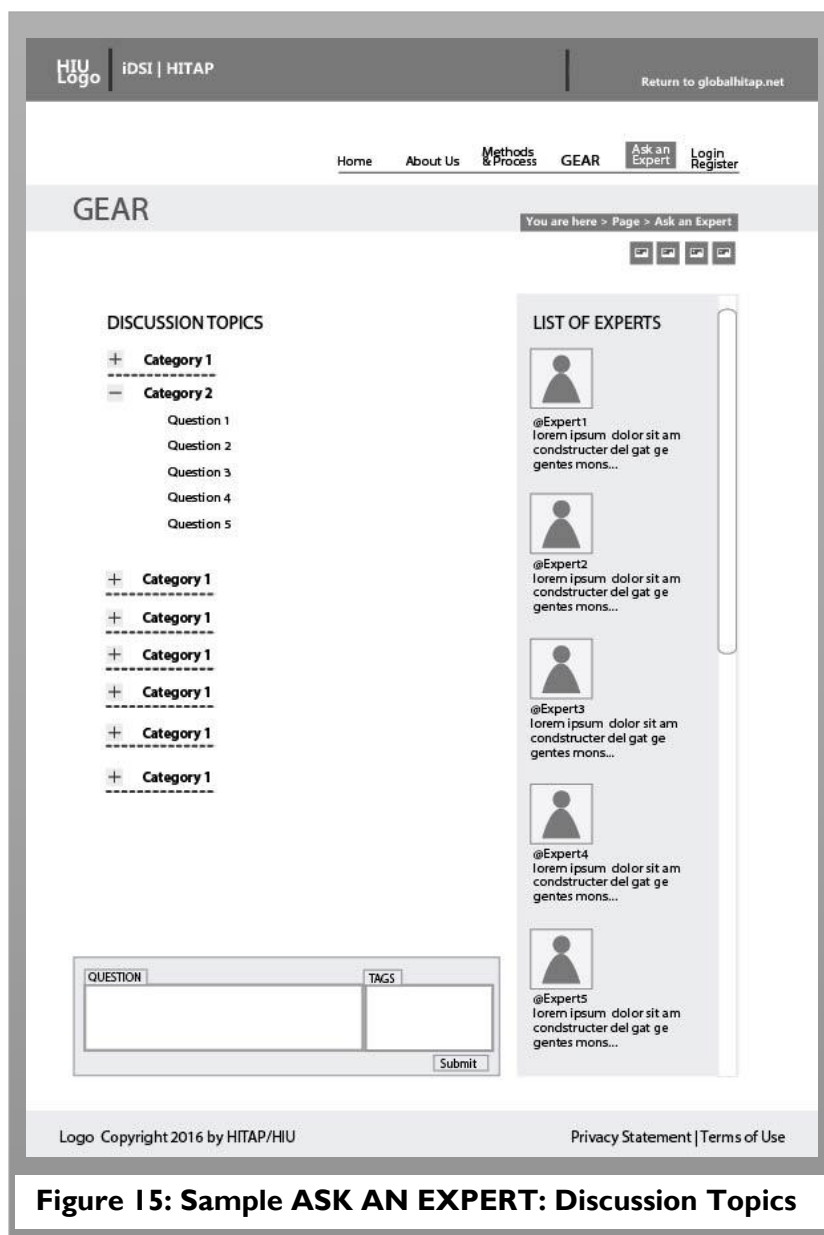 HIU
Logo
iDSI | HITAP
Return to globalhitap.net
Home
About Us
Methods
& Process
GEAR
Ask an
Expert
Login
Register
GEAR
You are here > Page > Ask an Expert
DISCUSSION TOPICS
+ Category 1
− Category 2
Question 1
Question 2
Question 3
Question 4
Question 5
+ Category 1
+ Category 1
+ Category 1
+ Category 1
+ Category 1
+ Category 1
LIST OF EXPERTS
@Expert1
lorem ipsum dolor sit am
condstructer del gat ge
gentes mons...
@Expert2
lorem ipsum dolor sit am
condstructer del gat ge
gentes mons...
@Expert3
lorem ipsum dolor sit am
condstructer del gat ge
gentes mons...
@Expert4
lorem ipsum dolor sit am
condstructer del gat ge
gentes mons...
@Expert5
lorem ipsum dolor sit am
condstructer del gat ge
gentes mons...
QUESTION
TAGS
Submit
Logo Copyright 2016 by HITAP/HIU
Privacy Statement | Terms of Use
Figure 15: Sample ASK AN EXPERT: Discussion Topics